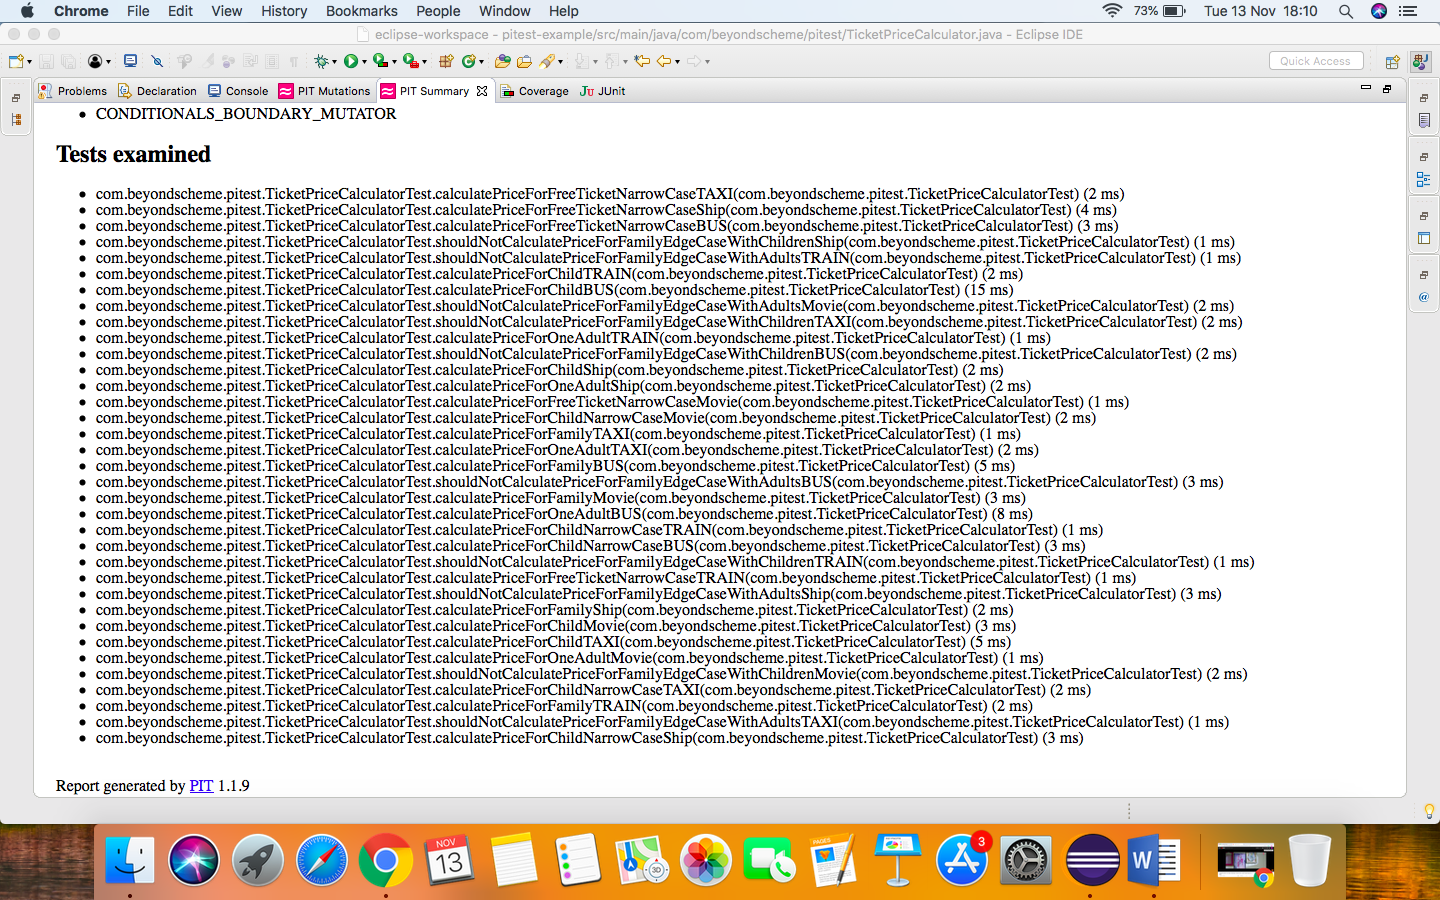 Chrome File Edit View History Bookmarks People Window Help 73% Tue 13 Nov 18:10
eclipse-workspace - pitest-example/src/main/java/com/beyondscheme/pitest/TicketPriceCalculator.java - Eclipse IDE
Quick Access
Problems Declaration Console PIT Mutations PIT Summary Coverage JUnit
• CONDITIONALS_BOUNDARY_MUTATOR
Tests examined
• com.beyondscheme.pitest.TicketPriceCalculatorTest.calculatePriceForFreeTicketNarrowCaseTAXI(com.beyondscheme.pitest.TicketPriceCalculatorTest) (2 ms)
• com.beyondscheme.pitest.TicketPriceCalculatorTest.calculatePriceForFreeTicketNarrowCaseShip(com.beyondscheme.pitest.TicketPriceCalculatorTest) (4 ms)
• com.beyondscheme.pitest.TicketPriceCalculatorTest.calculatePriceForFreeTicketNarrowCaseBUS(com.beyondscheme.pitest.TicketPriceCalculatorTest) (3 ms)
• com.beyondscheme.pitest.TicketPriceCalculatorTest.shouldNotCalculatePriceForFamilyEdgeCaseWithChildrenShip(com.beyondscheme.pitest.TicketPriceCalculatorTest) (1 ms)
• com.beyondscheme.pitest.TicketPriceCalculatorTest.shouldNotCalculatePriceForFamilyEdgeCaseWithAdultsTRAIN(com.beyondscheme.pitest.TicketPriceCalculatorTest) (1 ms)
• com.beyondscheme.pitest.TicketPriceCalculatorTest.calculatePriceForChildTRAIN(com.beyondscheme.pitest.TicketPriceCalculatorTest) (2 ms)
• com.beyondscheme.pitest.TicketPriceCalculatorTest.calculatePriceForChildBUS(com.beyondscheme.pitest.TicketPriceCalculatorTest) (15 ms)
• com.beyondscheme.pitest.TicketPriceCalculatorTest.shouldNotCalculatePriceForFamilyEdgeCaseWithAdultsMovie(com.beyondscheme.pitest.TicketPriceCalculatorTest) (2 ms)
• com.beyondscheme.pitest.TicketPriceCalculatorTest.shouldNotCalculatePriceForFamilyEdgeCaseWithChildrenTAXI(com.beyondscheme.pitest.TicketPriceCalculatorTest) (2 ms)
• com.beyondscheme.pitest.TicketPriceCalculatorTest.calculatePriceForOneAdultTRAIN(com.beyondscheme.pitest.TicketPriceCalculatorTest) (1 ms)
• com.beyondscheme.pitest.TicketPriceCalculatorTest.shouldNotCalculatePriceForFamilyEdgeCaseWithChildrenBUS(com.beyondscheme.pitest.TicketPriceCalculatorTest) (2 ms)
• com.beyondscheme.pitest.TicketPriceCalculatorTest.calculatePriceForChildShip(com.beyondscheme.pitest.TicketPriceCalculatorTest) (2 ms)
• com.beyondscheme.pitest.TicketPriceCalculatorTest.calculatePriceForOneAdultShip(com.beyondscheme.pitest.TicketPriceCalculatorTest) (2 ms)
• com.beyondscheme.pitest.TicketPriceCalculatorTest.calculatePriceForFreeTicketNarrowCaseMovie(com.beyondscheme.pitest.TicketPriceCalculatorTest) (1 ms)
• com.beyondscheme.pitest.TicketPriceCalculatorTest.calculatePriceForChildNarrowCaseMovie(com.beyondscheme.pitest.TicketPriceCalculatorTest) (2 ms)
• com.beyondscheme.pitest.TicketPriceCalculatorTest.calculatePriceForFamilyTAXI(com.beyondscheme.pitest.TicketPriceCalculatorTest) (1 ms)
• com.beyondscheme.pitest.TicketPriceCalculatorTest.calculatePriceForOneAdultTAXI(com.beyondscheme.pitest.TicketPriceCalculatorTest) (2 ms)
• com.beyondscheme.pitest.TicketPriceCalculatorTest.calculatePriceForFamilyBUS(com.beyondscheme.pitest.TicketPriceCalculatorTest) (5 ms)
• com.beyondscheme.pitest.TicketPriceCalculatorTest.shouldNotCalculatePriceForFamilyEdgeCaseWithAdultsBUS(com.beyondscheme.pitest.TicketPriceCalculatorTest) (3 ms)
• com.beyondscheme.pitest.TicketPriceCalculatorTest.calculatePriceForFamilyMovie(com.beyondscheme.pitest.TicketPriceCalculatorTest) (3 ms)
• com.beyondscheme.pitest.TicketPriceCalculatorTest.calculatePriceForOneAdultBUS(com.beyondscheme.pitest.TicketPriceCalculatorTest) (8 ms)
• com.beyondscheme.pitest.TicketPriceCalculatorTest.calculatePriceForChildNarrowCaseTRAIN(com.beyondscheme.pitest.TicketPriceCalculatorTest) (1 ms)
• com.beyondscheme.pitest.TicketPriceCalculatorTest.calculatePriceForChildNarrowCaseBUS(com.beyondscheme.pitest.TicketPriceCalculatorTest) (3 ms)
• com.beyondscheme.pitest.TicketPriceCalculatorTest.shouldNotCalculatePriceForFamilyEdgeCaseWithChildrenTRAIN(com.beyondscheme.pitest.TicketPriceCalculatorTest) (1 ms)
• com.beyondscheme.pitest.TicketPriceCalculatorTest.calculatePriceForFreeTicketNarrowCaseTRAIN(com.beyondscheme.pitest.TicketPriceCalculatorTest) (1 ms)
• com.beyondscheme.pitest.TicketPriceCalculatorTest.shouldNotCalculatePriceForFamilyEdgeCaseWithAdultsShip(com.beyondscheme.pitest.TicketPriceCalculatorTest) (3 ms)
• com.beyondscheme.pitest.TicketPriceCalculatorTest.calculatePriceForFamilyShip(com.beyondscheme.pitest.TicketPriceCalculatorTest) (2 ms)
• com.beyondscheme.pitest.TicketPriceCalculatorTest.calculatePriceForChildMovie(com.beyondscheme.pitest.TicketPriceCalculatorTest) (3 ms)
• com.beyondscheme.pitest.TicketPriceCalculatorTest.calculatePriceForChildTAXI(com.beyondscheme.pitest.TicketPriceCalculatorTest) (5 ms)
• com.beyondscheme.pitest.TicketPriceCalculatorTest.calculatePriceForOneAdultMovie(com.beyondscheme.pitest.TicketPriceCalculatorTest) (1 ms)
• com.beyondscheme.pitest.TicketPriceCalculatorTest.shouldNotCalculatePriceForFamilyEdgeCaseWithChildrenMovie(com.beyondscheme.pitest.TicketPriceCalculatorTest) (2 ms)
• com.beyondscheme.pitest.TicketPriceCalculatorTest.calculatePriceForChildNarrowCaseTAXI(com.beyondscheme.pitest.TicketPriceCalculatorTest) (2 ms)
• com.beyondscheme.pitest.TicketPriceCalculatorTest.calculatePriceForFamilyTRAIN(com.beyondscheme.pitest.TicketPriceCalculatorTest) (2 ms)
• com.beyondscheme.pitest.TicketPriceCalculatorTest.shouldNotCalculatePriceForFamilyEdgeCaseWithAdultsTAXI(com.beyondscheme.pitest.TicketPriceCalculatorTest) (1 ms)
• com.beyondscheme.pitest.TicketPriceCalculatorTest.calculatePriceForChildNarrowCaseShip(com.beyondscheme.pitest.TicketPriceCalculatorTest) (3 ms)
Report generated by PIT 1.1.9
NOV
13
3D
PAGES
3
W